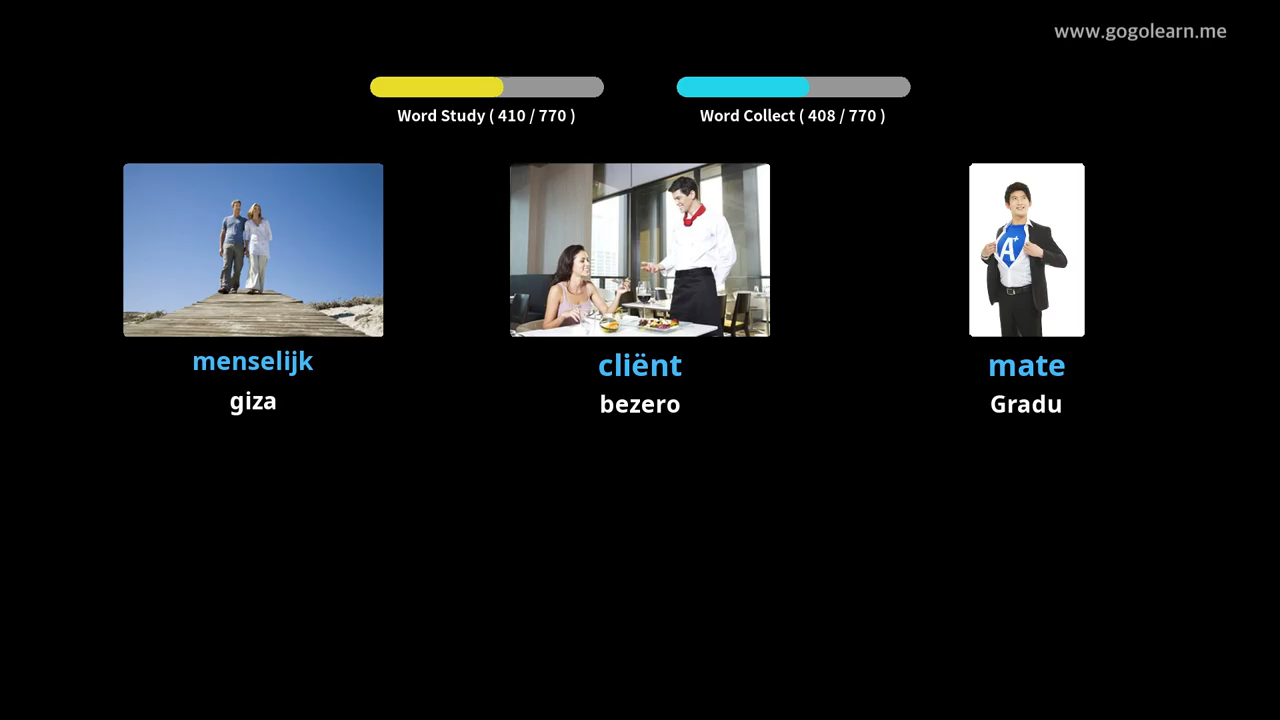 www.gogolearn.me
Word Study ( 410 / 770 )
Word Collect ( 408 / 770 )
A+
menselijk
cliënt
mate
giza
bezero
Gradu